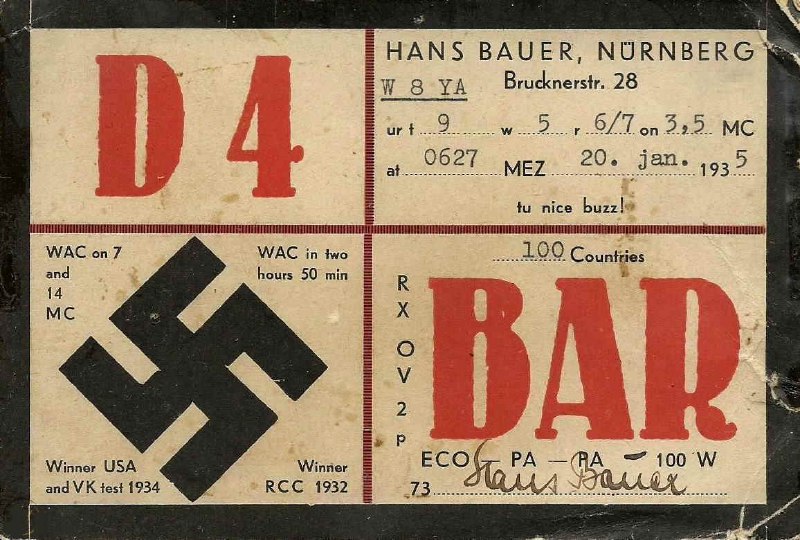 D 4
HANS BAUER, NÜRNBERG
Brucknerstr. 28
W 8 YA
ur f 9 w 5 r 6/7 on 3,5 MC
at 0627 MEZ 20. jan. 1935
tu nice buzz!
WAC on 7
and
14
MC
WAC in two
hours 50 min
Winner USA
and VK test 1934
Winner
RCC 1932
100 Countries
RX OV 2 P
BAR
ECO — PA — PA — 100 W
73 Hans Bauer